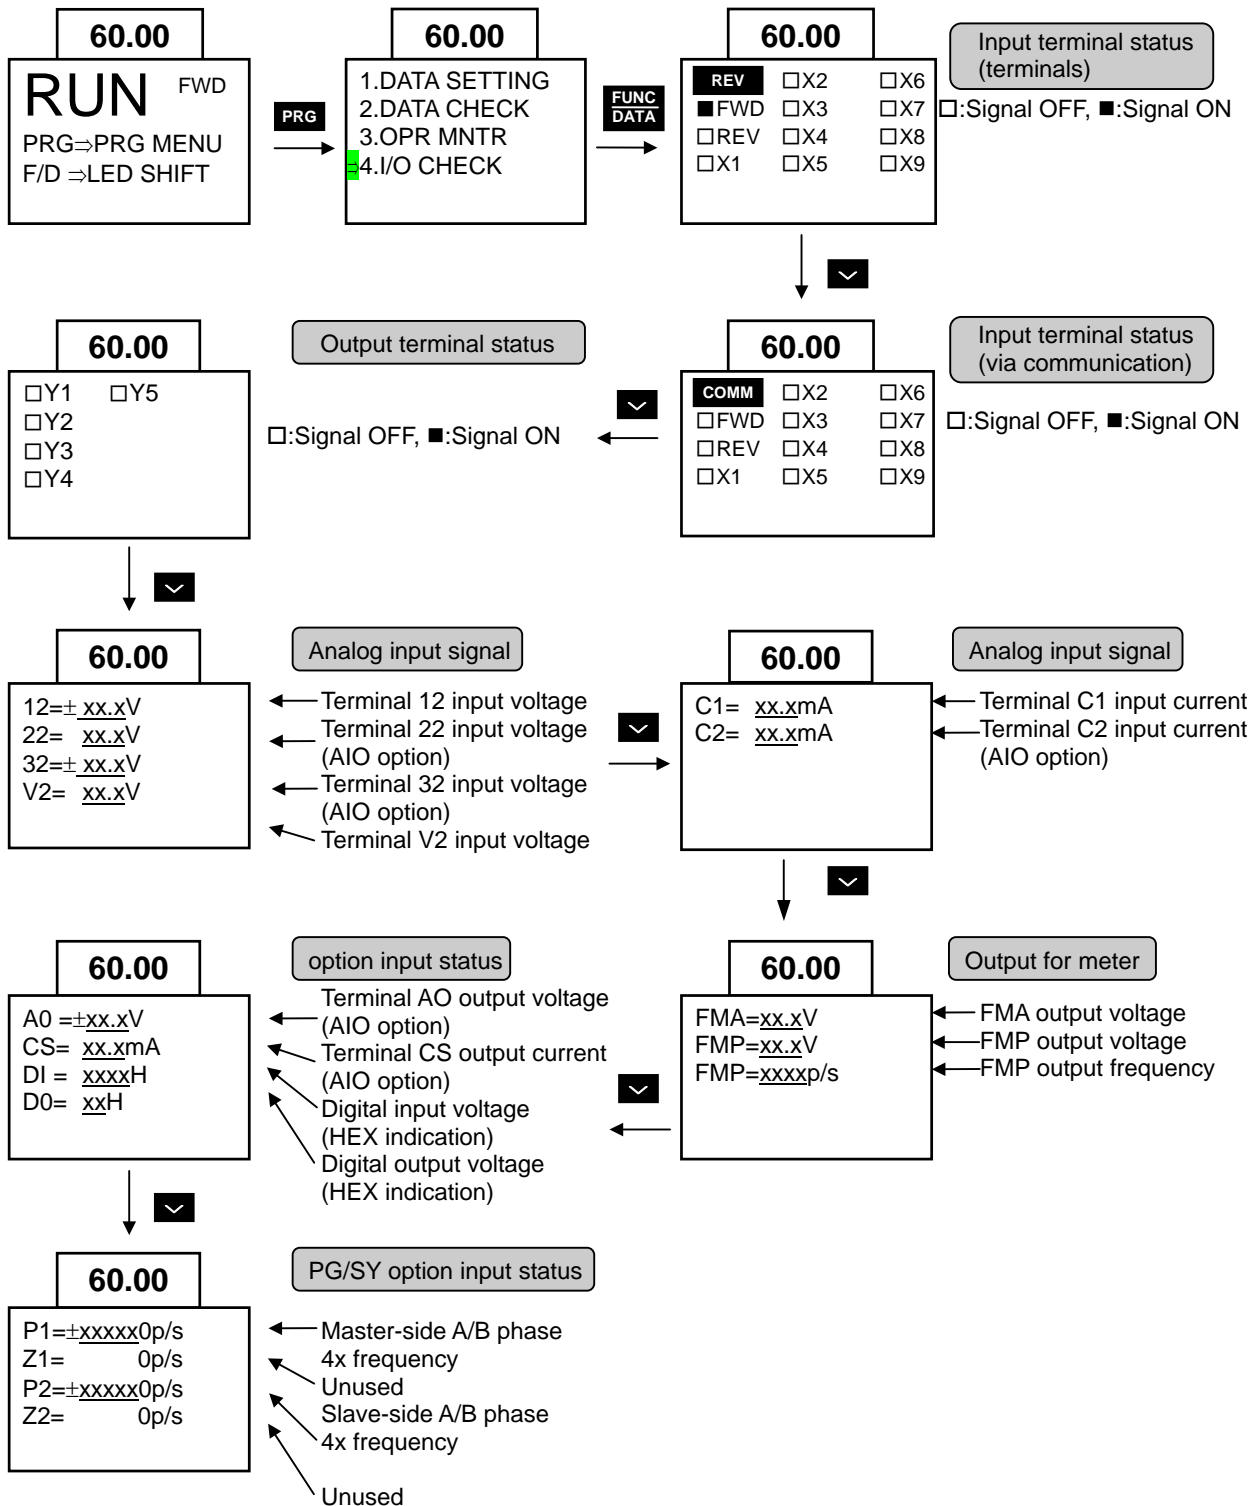 60.00
RUN FWD
PRG⇒PRG MENU
F/D ⇒LED SHIFT
PRG
60.00
1.DATA SETTING
2.DATA CHECK
3.OPR MNTR
⇒4.I/O CHECK
FUNC
DATA
60.00
REV □X2 □X6
■FWD □X3 □X7
□REV □X4 □X8
□X1 □X5 □X9
Input terminal status
(terminals)
□:Signal OFF, ■:Signal ON
60.00
COMM □X2 □X6
□FWD □X3 □X7
□REV □X4 □X8
□X1 □X5 □X9
Input terminal status
(via communication)
□:Signal OFF, ■:Signal ON
60.00
□Y1 □Y5
□Y2
□Y3
□Y4
Output terminal status
□:Signal OFF, ■:Signal ON
60.00
12=± xx.xV
22= xx.xV
32=± xx.xV
V2= xx.xV
Analog input signal
Terminal 12 input voltage
Terminal 22 input voltage
(AIO option)
Terminal 32 input voltage
(AIO option)
Terminal V2 input voltage
60.00
C1= xx.xmA
C2= xx.xmA
Analog input signal
Terminal C1 input current
Terminal C2 input current
(AIO option)
60.00
FMA=xx.xV
FMP=xx.xV
FMP=xxxxp/s
Output for meter
FMA output voltage
FMP output voltage
FMP output frequency
60.00
A0 =±xx.xV
CS= xx.xmA
DI = xxxxH
D0= xxH
option input status
Terminal AO output voltage
(AIO option)
Terminal CS output current
(AIO option)
Digital input voltage
(HEX indication)
Digital output voltage
(HEX indication)
60.00
P1=±xxxxx0p/s
Z1= 0p/s
P2=±xxxxx0p/s
Z2= 0p/s
PG/SY option input status
Master-side A/B phase
4x frequency
Unused
Slave-side A/B phase
4x frequency
Unused